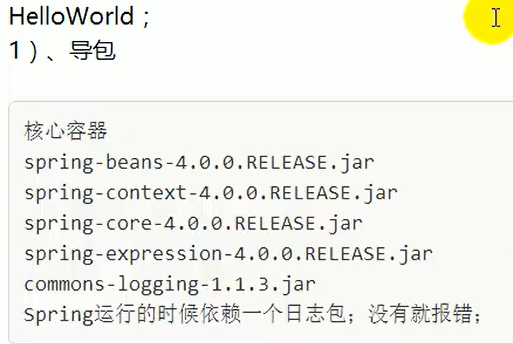 HelloWorld；
1）、导包
核心容器
spring-beans-4.0.0.RELEASE.jar
spring-context-4.0.0.RELEASE.jar
spring-core-4.0.0.RELEASE.jar
spring-expression-4.0.0.RELEASE.jar
commons-logging-1.1.3.jar
Spring运行的时候依赖一个日志包；没有就报错；